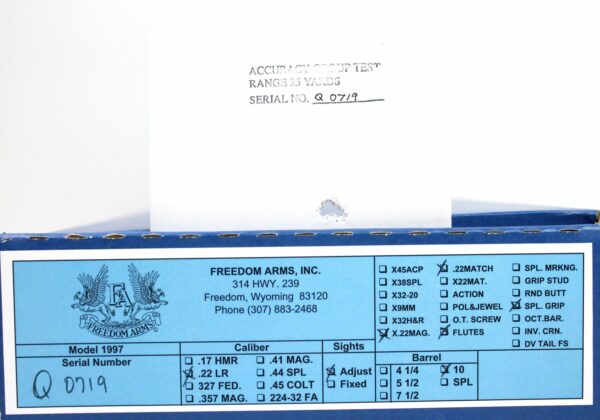 ACCURACY GROUP TEST
RANGE 25 YARDS
SERIAL NO. Q 0719
FA
FREEDOM ARMS
FREEDOM ARMS, INC.
314 HWY. 239
Freedom, Wyoming 83120
Phone (307) 883-2468
X45ACP .22MATCH SPL. MRKNG.
X38SPL X22MAT. GRIP STUD
X32-20 ACTION RND BUTT
X9MM POL&JEWEL SPL. GRIP
X32H&R O.T. SCREW OCT.BAR.
X.22MAG. FLUTES INV. CRN.
DV TAIL FS
Model 1997 Caliber Sights Barrel
Serial Number
Q 0719
.17 HMR .41 MAG.
.22 LR .44 SPL
327 FED. .45 COLT
.357 MAG. 224-32 FA
Adjust
Fixed
4 1/4 10
5 1/2 SPL
7 1/2